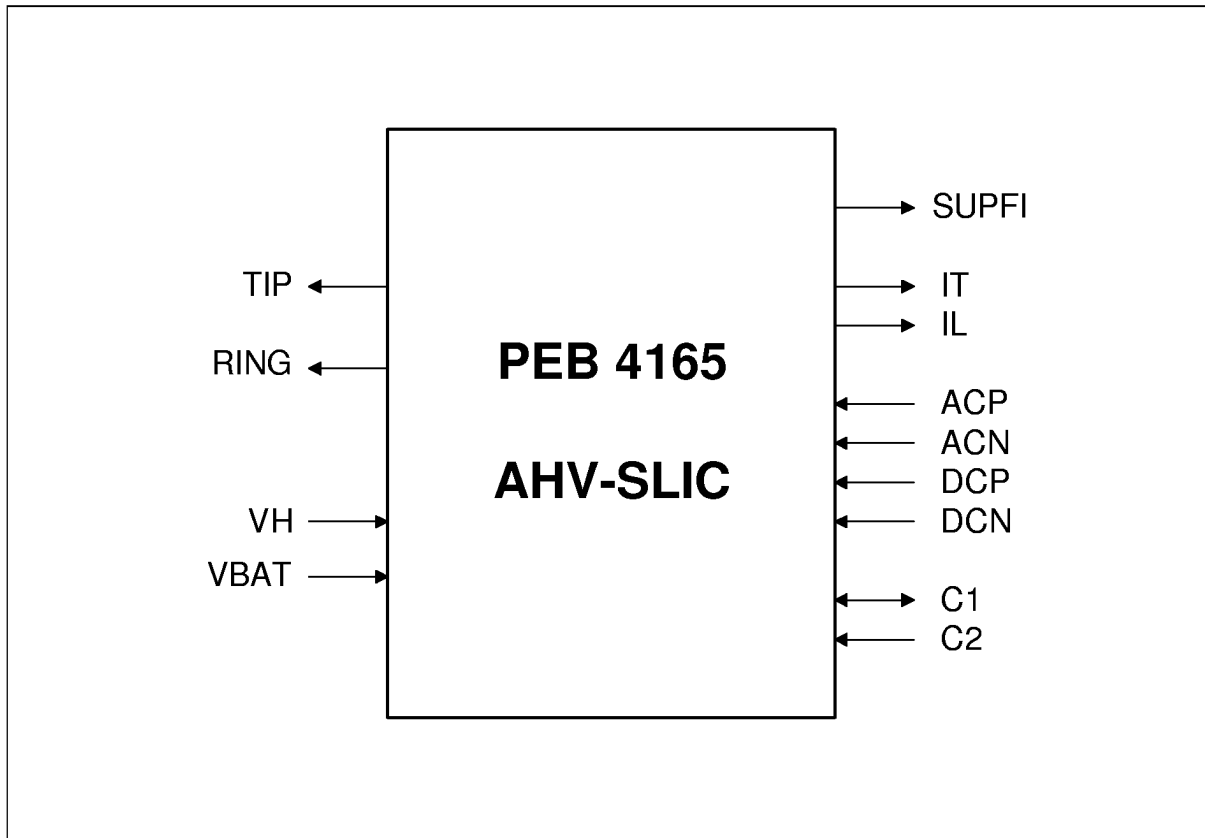 SUPFI
TIP
IT
IL
RING
PEB 4165
ACP
ACN
AHV-SLIC
DCP
VH
DCN
VBAT
C1
C2